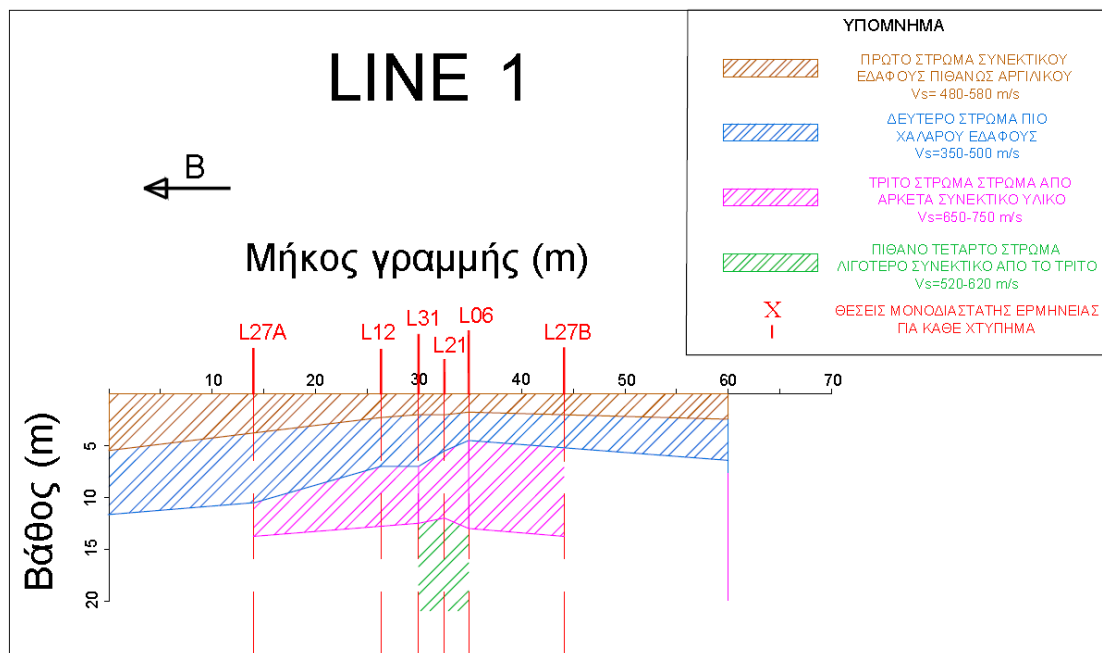 LINE 1
B
Μήκος γραμμής (m)
L27A
L12
L31
L21
L06
L27B
10
20
30
40
50
60
70
Βάθος (m)
5
10
15
20
ΥΠΟΜΝΗΜΑ
ΠΡΩΤΟ ΣΤΡΩΜΑ ΣΥΝΕΚΤΙΚΟΥ
ΕΔΑΦΟΥΣ ΠΙΘΑΝΩΣ ΑΡΓΙΛΙΚΟΥ
Vs= 480-580 m/s
ΔΕΥΤΕΡΟ ΣΤΡΩΜΑ ΠΙΟ
ΧΑΛΑΡΟΥ ΕΔΑΦΟΥΣ
Vs=350-500 m/s
ΤΡΙΤΟ ΣΤΡΩΜΑ ΣΤΡΩΜΑ ΑΠΟ
ΑΡΚΕΤΑ ΣΥΝΕΚΤΙΚΟ ΥΛΙΚΟ
Vs=650-750 m/s
ΠΙΘΑΝΟ ΤΕΤΑΡΤΟ ΣΤΡΩΜΑ
ΛΙΓΟΤΕΡΟ ΣΥΝΕΚΤΙΚΟ ΑΠΟ ΤΟ ΤΡΙΤΟ
Vs=520-620 m/s
X
ΘΕΣΕΙΣ ΜΟΝΟΔΙΑΣΤΑΤΗΣ ΕΡΜΗΝΕΙΑΣ
ΓΙΑ ΚΑΘΕ ΧΤΥΠΗΜΑ